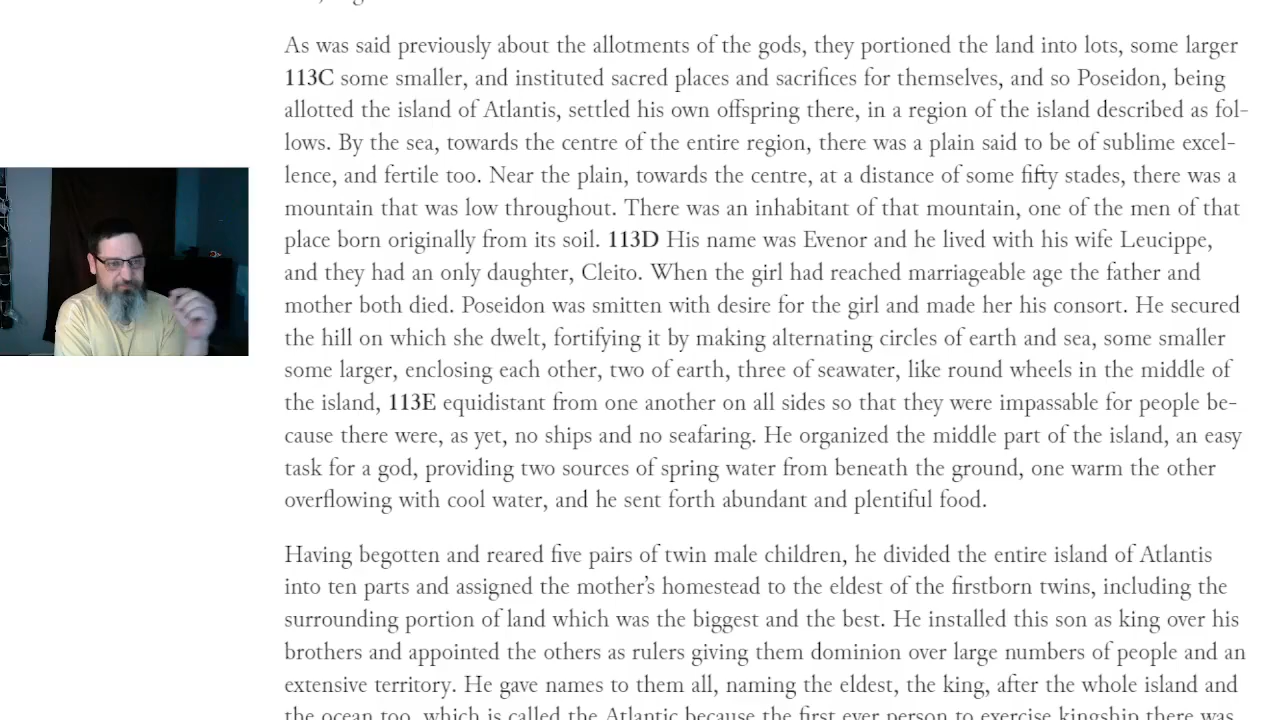 As was said previously about the allotments of the gods, they portioned the land into lots, some larger
113C some smaller, and instituted sacred places and sacrifices for themselves, and so Poseidon, being
allotted the island of Atlantis, settled his own offspring there, in a region of the island described as fol-
lows. By the sea, towards the centre of the entire region, there was a plain said to be of sublime excel-
lence, and fertile too. Near the plain, towards the centre, at a distance of some fifty stades, there was a
mountain that was low throughout. There was an inhabitant of that mountain, one of the men of that
place born originally from its soil. 113D His name was Evenor and he lived with his wife Leucippe,
and they had an only daughter, Cleito. When the girl had reached marriageable age the father and
mother both died. Poseidon was smitten with desire for the girl and made her his consort. He secured
the hill on which she dwelt, fortifying it by making alternating circles of earth and sea, some smaller
some larger, enclosing each other, two of earth, three of seawater, like round wheels in the middle of
the island, 113E equidistant from one another on all sides so that they were impassable for people be-
cause there were, as yet, no ships and no seafaring. He organized the middle part of the island, an easy
task for a god, providing two sources of spring water from beneath the ground, one warm the other
overflowing with cool water, and he sent forth abundant and plentiful food.
Having begotten and reared five pairs of twin male children, he divided the entire island of Atlantis
into ten parts and assigned the mother's homestead to the eldest of the firstborn twins, including the
surrounding portion of land which was the biggest and the best. He installed this son as king over his
brothers and appointed the others as rulers giving them dominion over large numbers of people and an
extensive territory. He gave names to them all, naming the eldest, the king, after the whole island and
the ocean too, which is called the Atlantic because the first ever person to exercise kingship there was